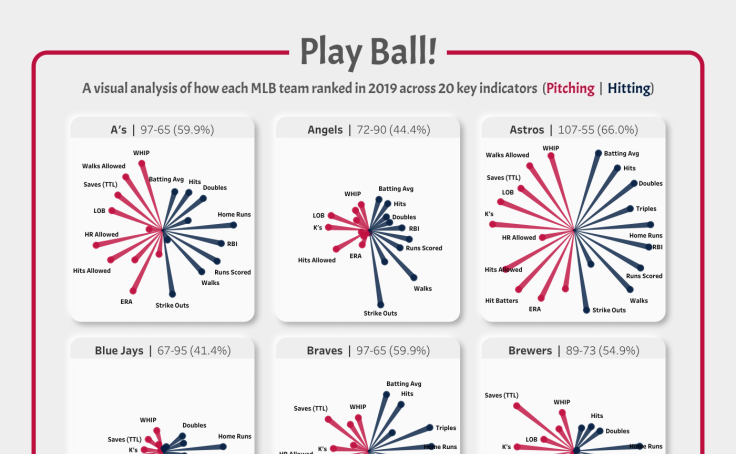 Play Ball!
A visual analysis of how each MLB team ranked in 2019 across 20 key indicators (Pitching | Hitting)
A's | 97-65 (59.9%)
WHIP
Walks Allowed
Batting Avg
Hits
Saves (TTL)
Doubles
LOB
Home Runs
HR Allowed
RBI
Hits Allowed
Runs Scored
Walks
ERA
Strike Outs
Angels | 72-90 (44.4%)
Batting Avg
WHIP
Hits
LOB
Doubles
K's
RBI
Runs Scored
ERA
Hits Allowed
Walks
Strike Outs
Astros | 107-55 (66.0%)
WHIP
Batting Avg
Walks Allowed
Hits
Saves (TTL)
Doubles
LOB
Triples
K's
Home Runs
HR Allowed
RBI
Hits Allowed
Runs Scored
Hit Batters
Walks
ERA
Strike Outs
Blue Jays | 67-95 (41.4%)
WHIP
Doubles
Saves (TTL)
Home Runs
K's
Braves | 97-65 (59.9%)
Batting Avg
Hits
Saves (TTL)
WHIP
Triples
K's
Home Runs
HR Allowed
Brewers | 89-73 (54.9%)
Saves (TTL)
WHIP
Hits
Doubles
LOB
K's
Home Runs